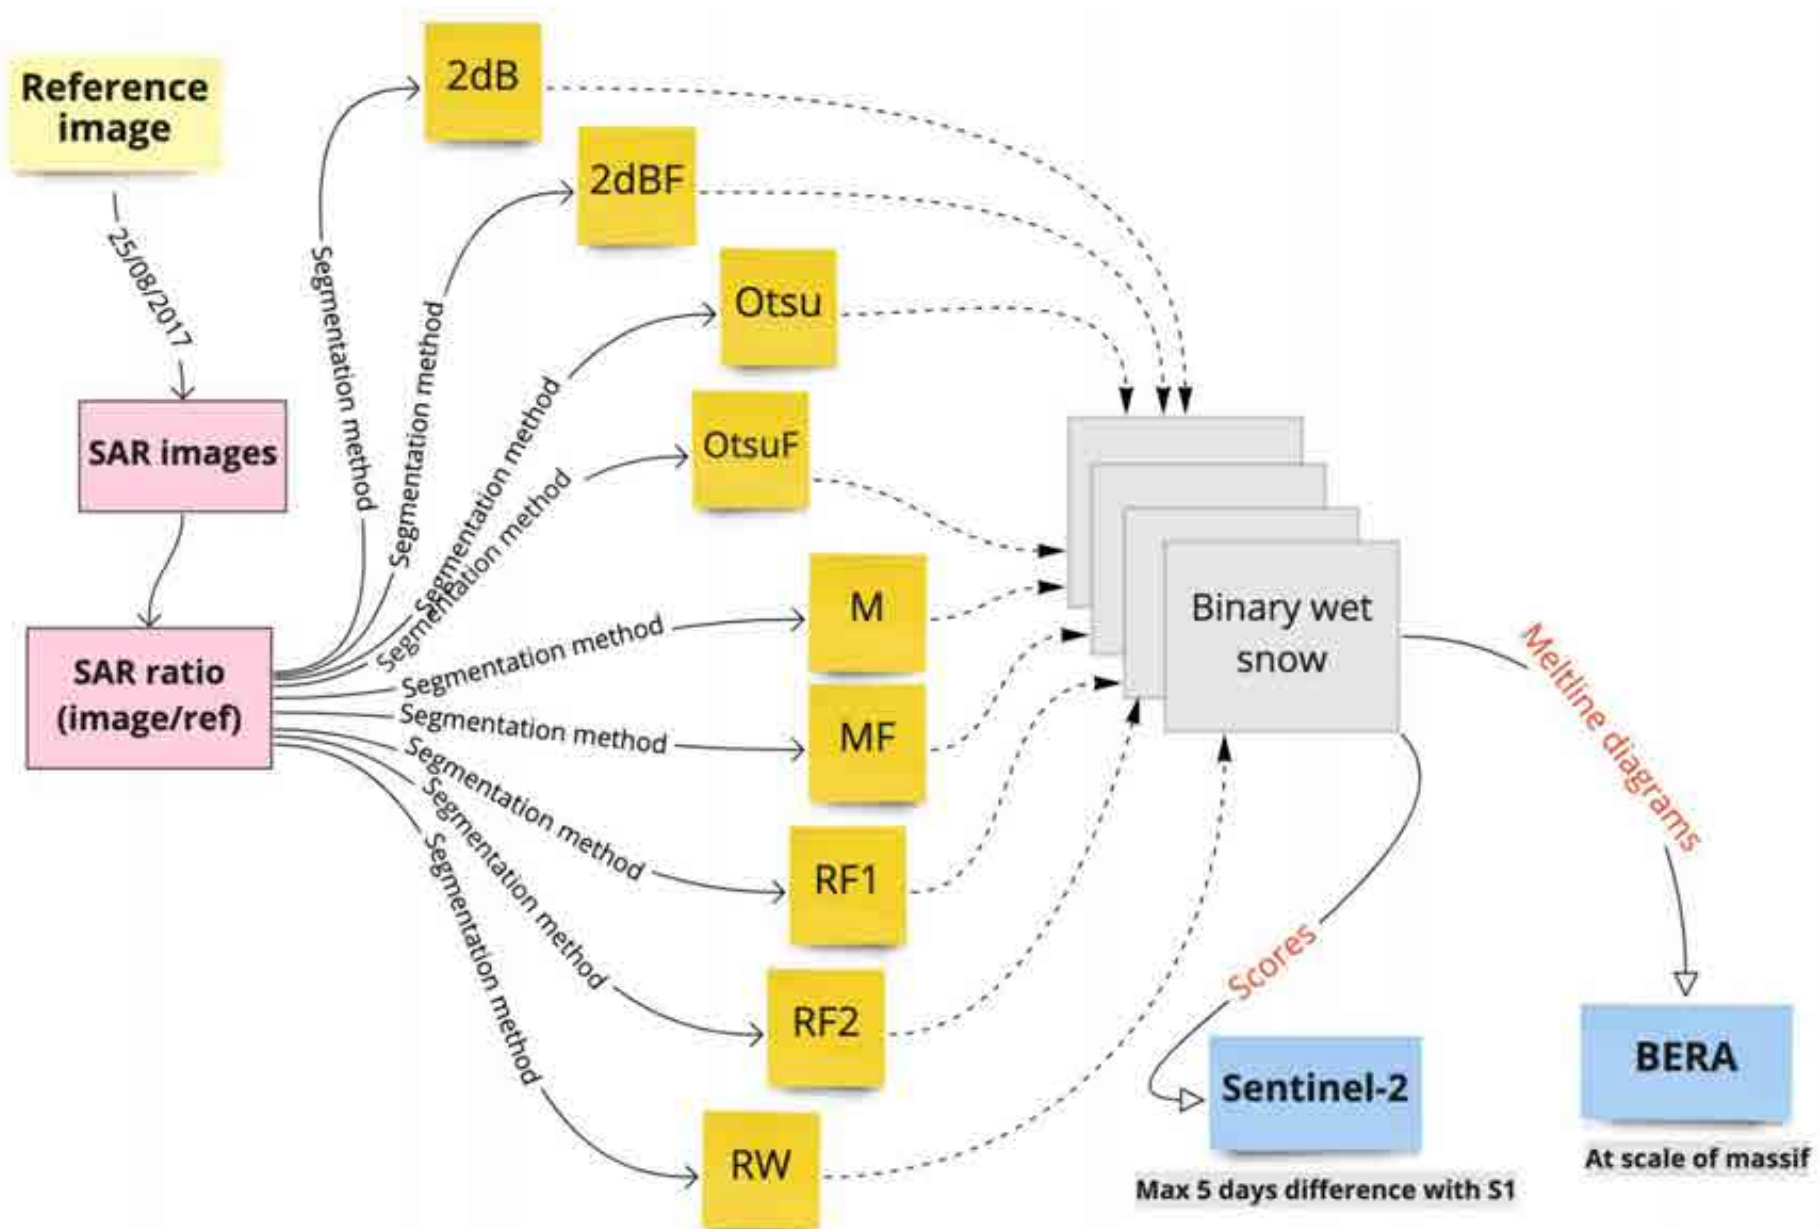 Reference
image
25/08/2017
SAR images
SAR ratio
(image/ref)
Segmentation method
2dB
Segmentation method
2dBF
Segmentation method
Otsu
Segmentation method
OtsuF
Segmentation method
M
Segmentation method
MF
Segmentation method
RF1
Segmentation method
RF2
Segmentation method
RW
Binary wet
snow
Meltline diagrams
Scores
Sentinel-2
Max 5 days difference with S1
BERA
At scale of massif